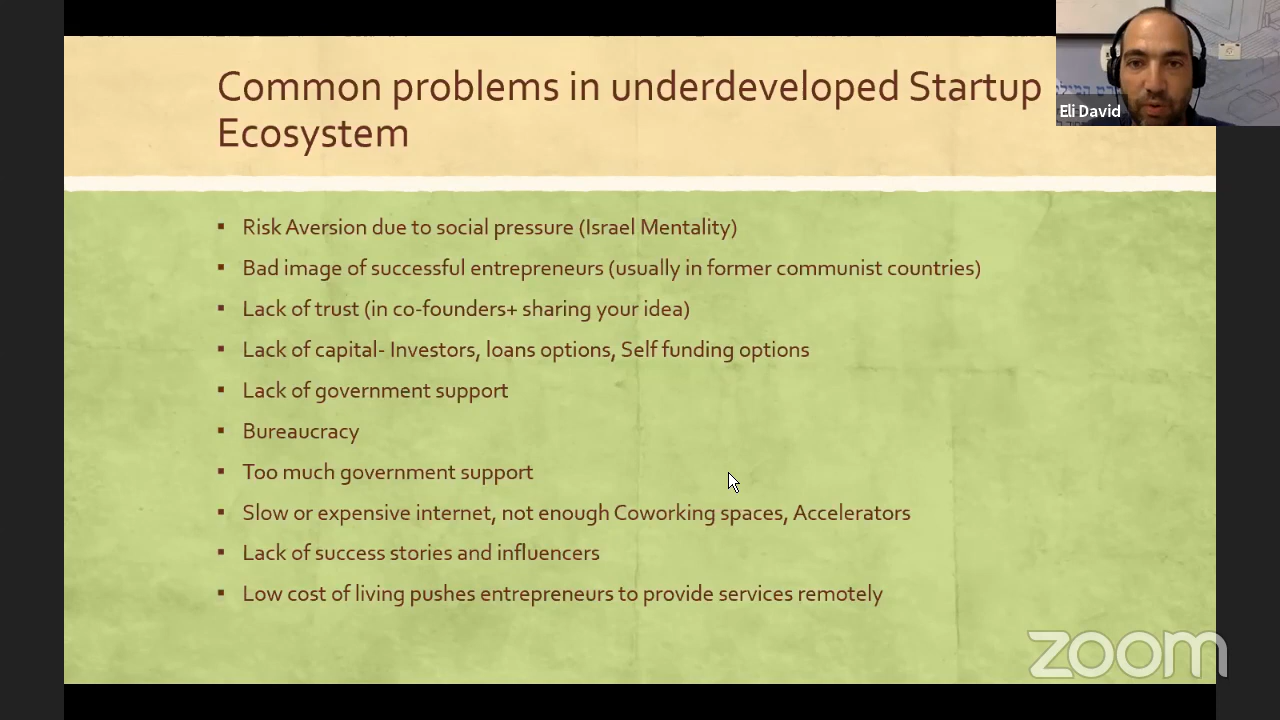 Common problems in underdeveloped Startup
Ecosystem
Eli David
▪ Risk Aversion due to social pressure (Israel Mentality)
▪ Bad image of successful entrepreneurs (usually in former communist countries)
▪ Lack of trust (in co-founders+ sharing your idea)
▪ Lack of capital- Investors, loans options, Self funding options
▪ Lack of government support
▪ Bureaucracy
▪ Too much government support
▪ Slow or expensive internet, not enough Coworking spaces, Accelerators
▪ Lack of success stories and influencers
▪ Low cost of living pushes entrepreneurs to provide services remotely
zoom